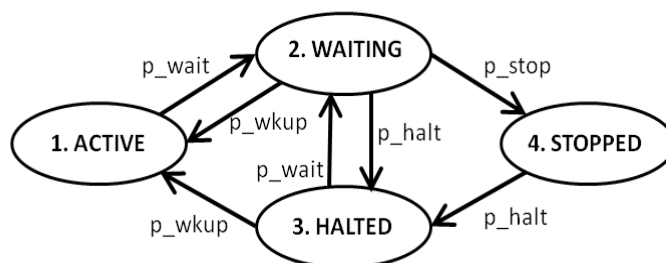 2. WAITING
p_wait
p_stop
p_wkup
p_halt
1. ACTIVE
4. STOPPED
p_wait
p_wkup
3. HALTED
p_halt